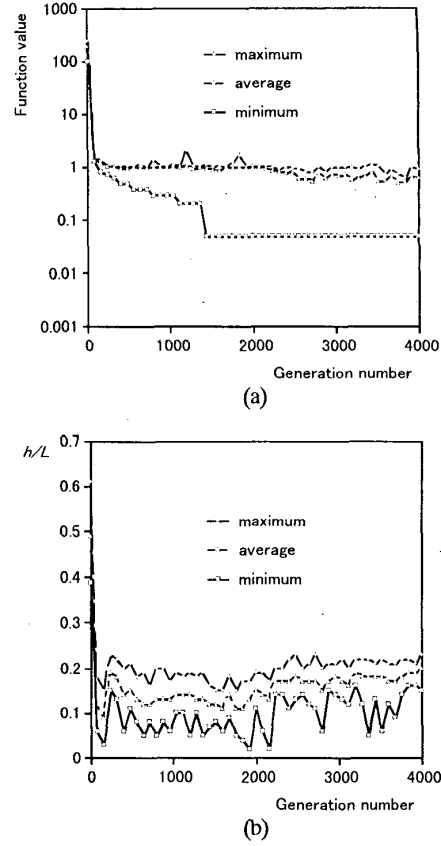 Function value
1000
100
10
1
0.1
0.01
0.001
maximum
average
minimum
0 1000 2000 3000 4000
Generation number
(a)
h/L
0.7
0.6
0.5
0.4
0.3
0.2
0.1
0
maximum
average
minimum
0 1000 2000 3000 4000
Generation number
(b)